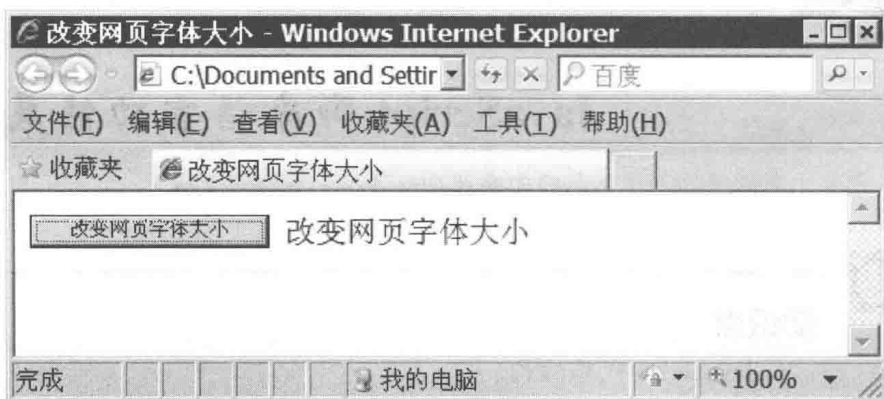 改变网页字体大小 - Windows Internet Explorer
C:\Documents and Settir 百度
文件(F) 编辑(E) 查看(V) 收藏夹(A) 工具(T) 帮助(H)
收藏夹 改变网页字体大小
改变网页字体大小 改变网页字体大小
完成 我的电脑 100%